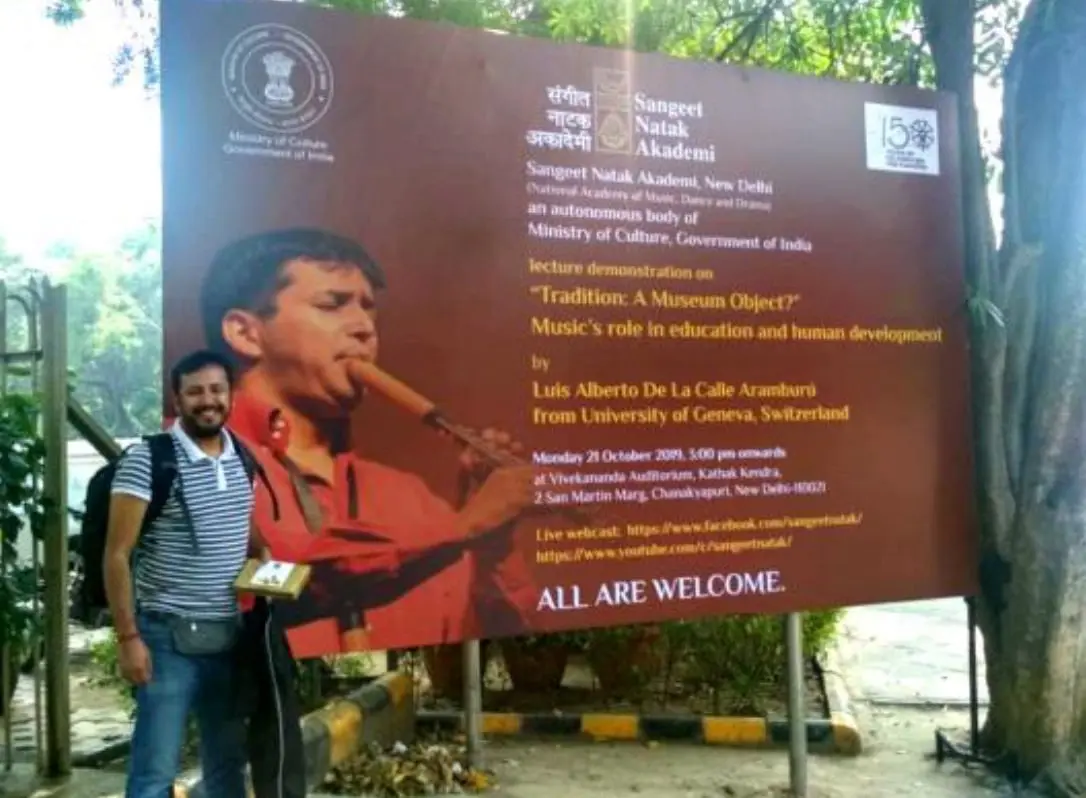 Ministry of Culture
Government of India
संगीत
नाटक
अकादेमी
Sangeet
Natak
Akademi
150
Sangeet Natak Akademi, New Delhi
(National Academy of Music, Dance and Drama)
an autonomous body of
Ministry of Culture, Government of India
lecture demonstration on
"Tradition: A Museum Object?"
Music's role in education and human development
by
Luis Alberto De La Calle Aramburú
from University of Geneva, Switzerland
Monday 21 October 2019, 5:00 pm onwards
at Vivekananda Auditorium, Kathak Kendra,
2-San Martin Marg, Chanakyapuri, New Delhi-110021
Live webcast: https://www.facebook.com/sangeetnatak/
https://www.youtube.com/c/sangeetnatak/
ALL ARE WELCOME.